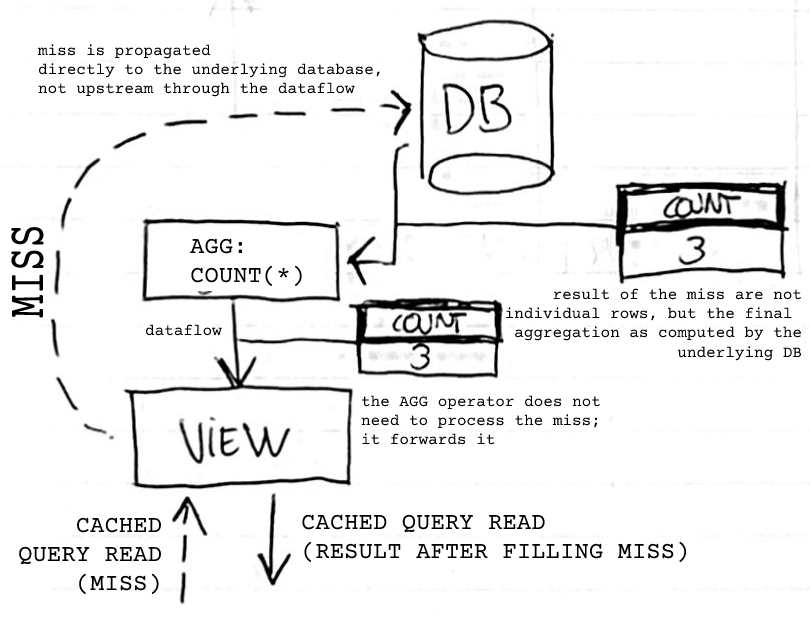 miss is propagated
directly to the underlying database,
not upstream through the dataflow
DB
MISS
AGG:
COUNT(*)
COUNT
3
result of the miss are not
individual rows, but the final
aggregation as computed by the
underlying DB
dataflow
COUNT
3
the AGG operator does not
need to process the miss;
it forwards it
VIEW
CACHED
QUERY READ
(MISS)
CACHED QUERY READ
(RESULT AFTER FILLING MISS)